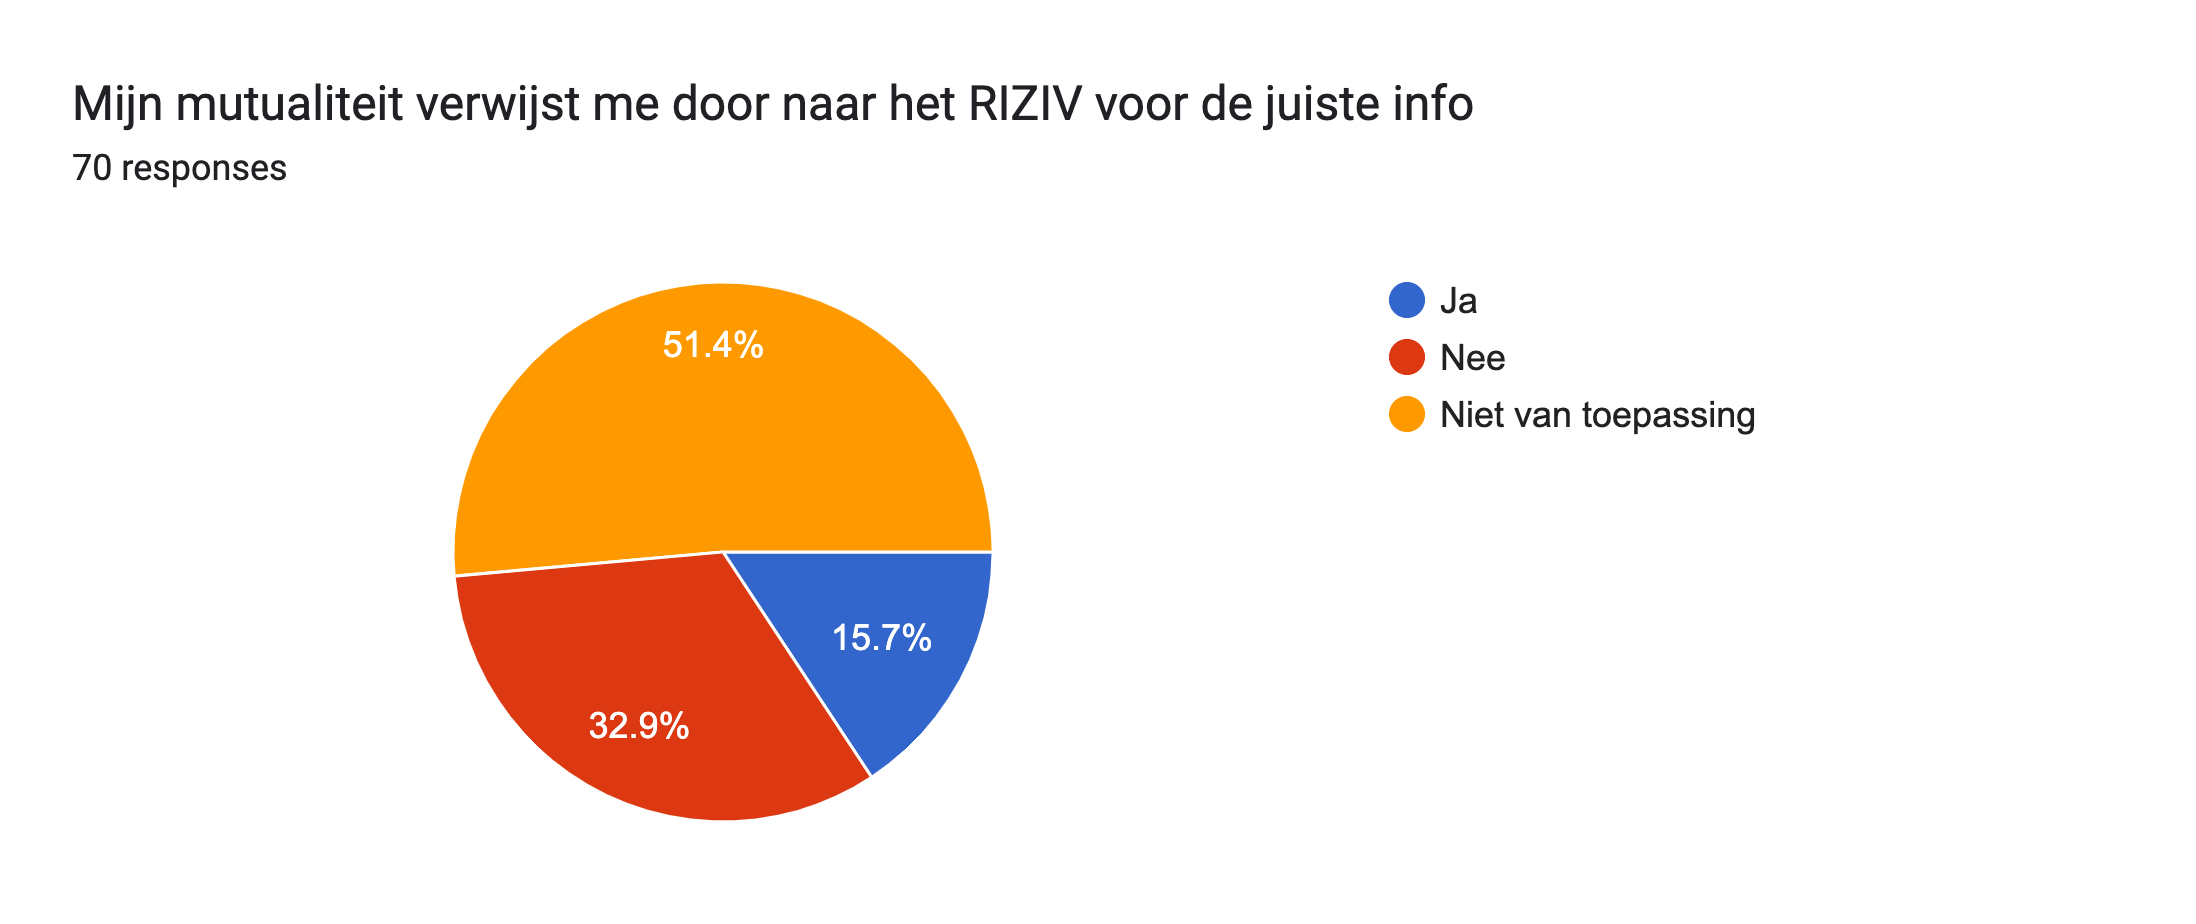 Mijn mutualiteit verwijst me door naar het RIZIV voor de juiste info
70 responses
51.4%
15.7%
32.9%
Ja
Nee
Niet van toepassing